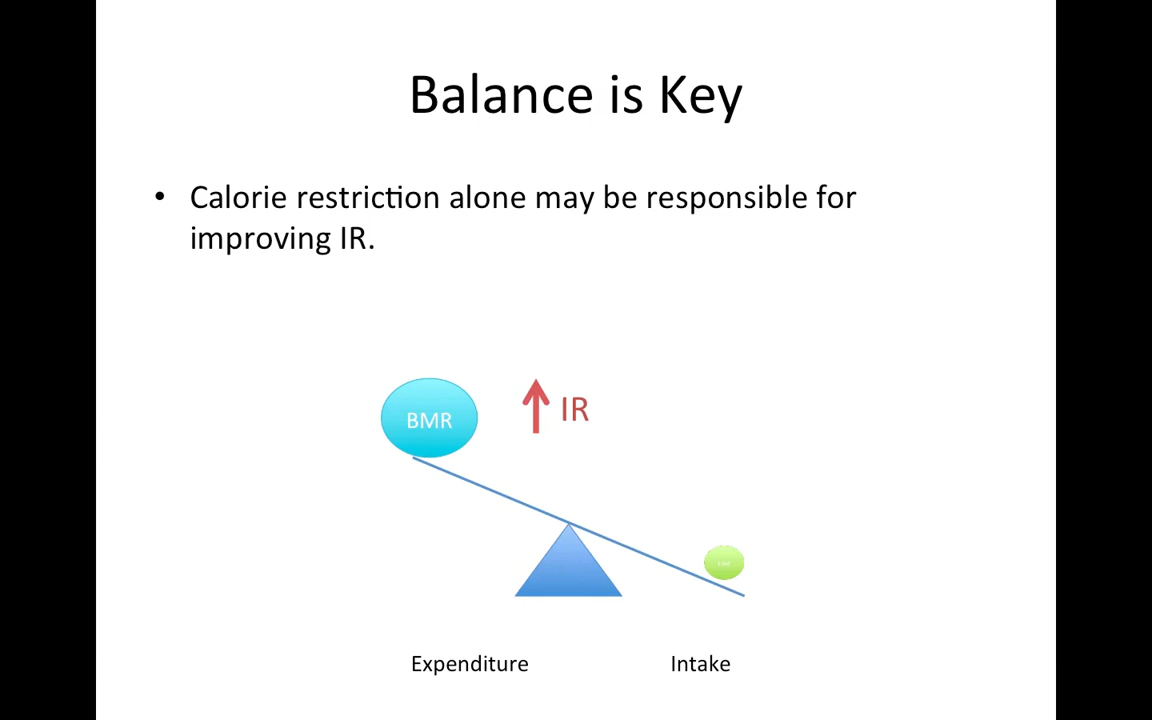 Balance is Key
• Calorie restriction alone may be responsible for
improving IR.
BMR
IR
Expenditure
Intake